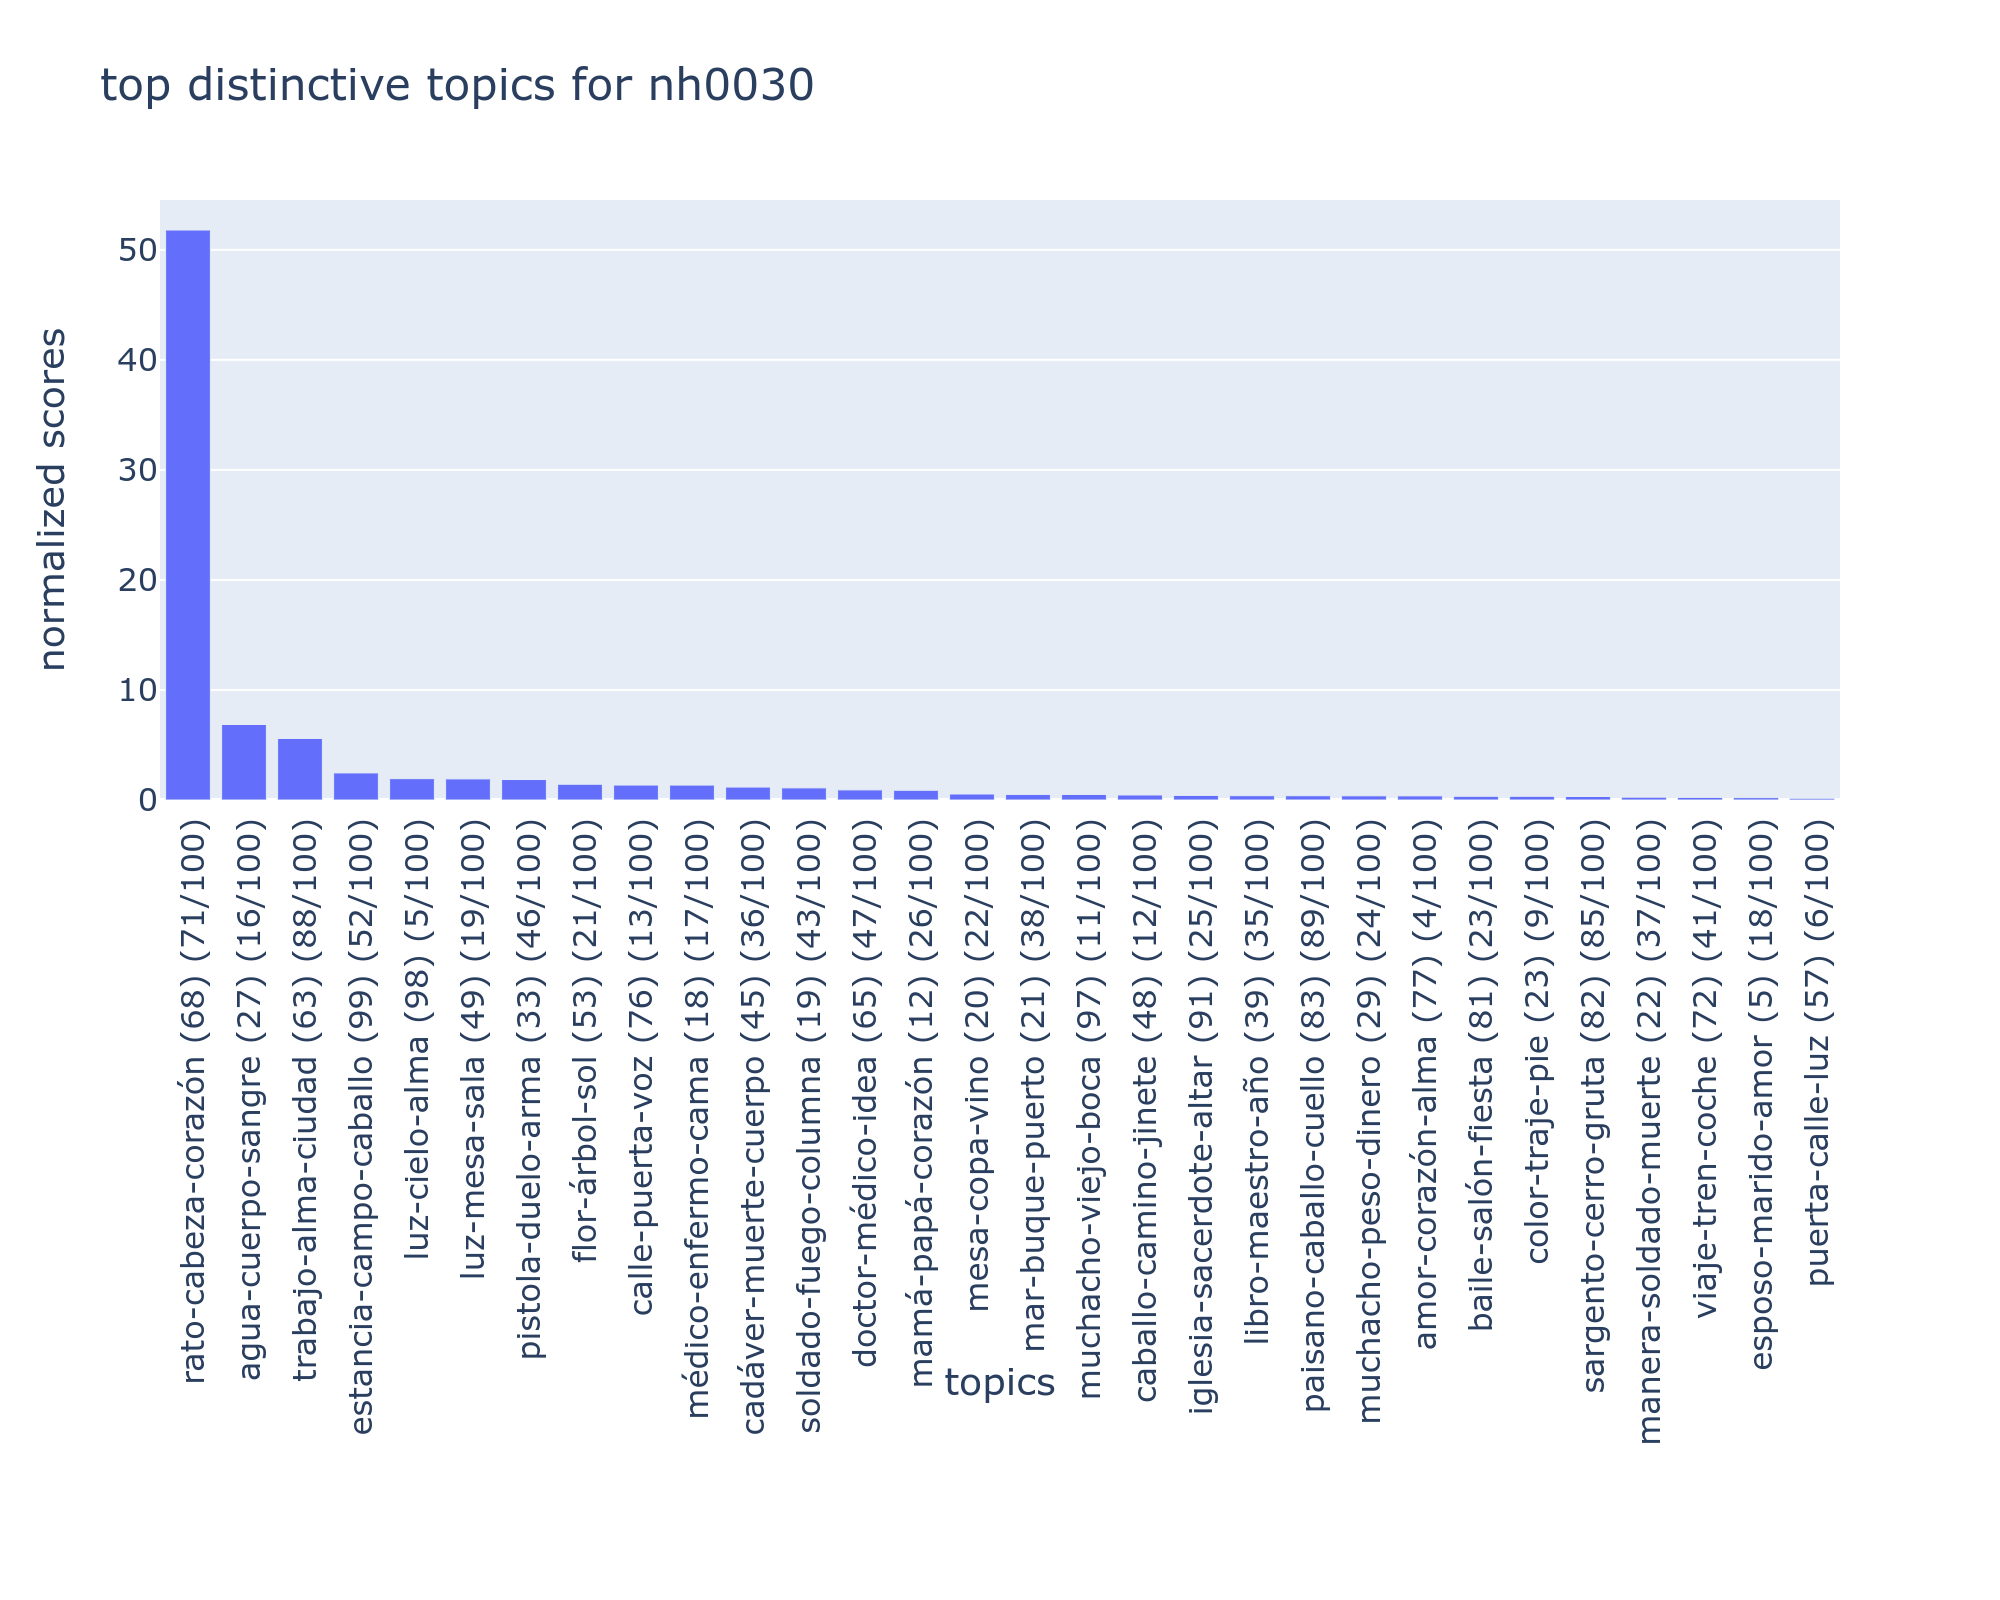 top distinctive topics for nh0030
normalized scores
50
40
30
20
10
0
rato-cabeza-corazón (68) (71/100)
agua-cuerpo-sangre (27) (16/100)
trabajo-alma-ciudad (63) (88/100)
estancia-campo-caballo (99) (52/100)
luz-cielo-alma (98) (5/100)
luz-mesa-sala (49) (19/100)
pistola-duelo-arma (33) (46/100)
flor-árbol-sol (53) (21/100)
calle-puerta-voz (76) (13/100)
médico-enfermo-cama (18) (17/100)
cadáver-muerte-cuerpo (45) (36/100)
soldado-fuego-columna (19) (43/100)
doctor-médico-idea (65) (47/100)
mamá-papá-corazón (12) (26/100)
mesa-copa-vino (20) (22/100)
mar-buque-puerto (21) (38/100)
muchacho-viejo-boca (97) (11/100)
caballo-camino-jinete (48) (12/100)
iglesia-sacerdote-altar (91) (25/100)
libro-maestro-año (39) (35/100)
paisano-caballo-cuello (83) (89/100)
muchacho-peso-dinero (29) (24/100)
amor-corazón-alma (77) (4/100)
baile-salón-fiesta (81) (23/100)
color-traje-pie (23) (9/100)
sargento-cerro-gruta (82) (85/100)
manera-soldado-muerte (22) (37/100)
viaje-tren-coche (72) (41/100)
esposo-marido-amor (5) (18/100)
puerta-calle-luz (57) (6/100)
topics